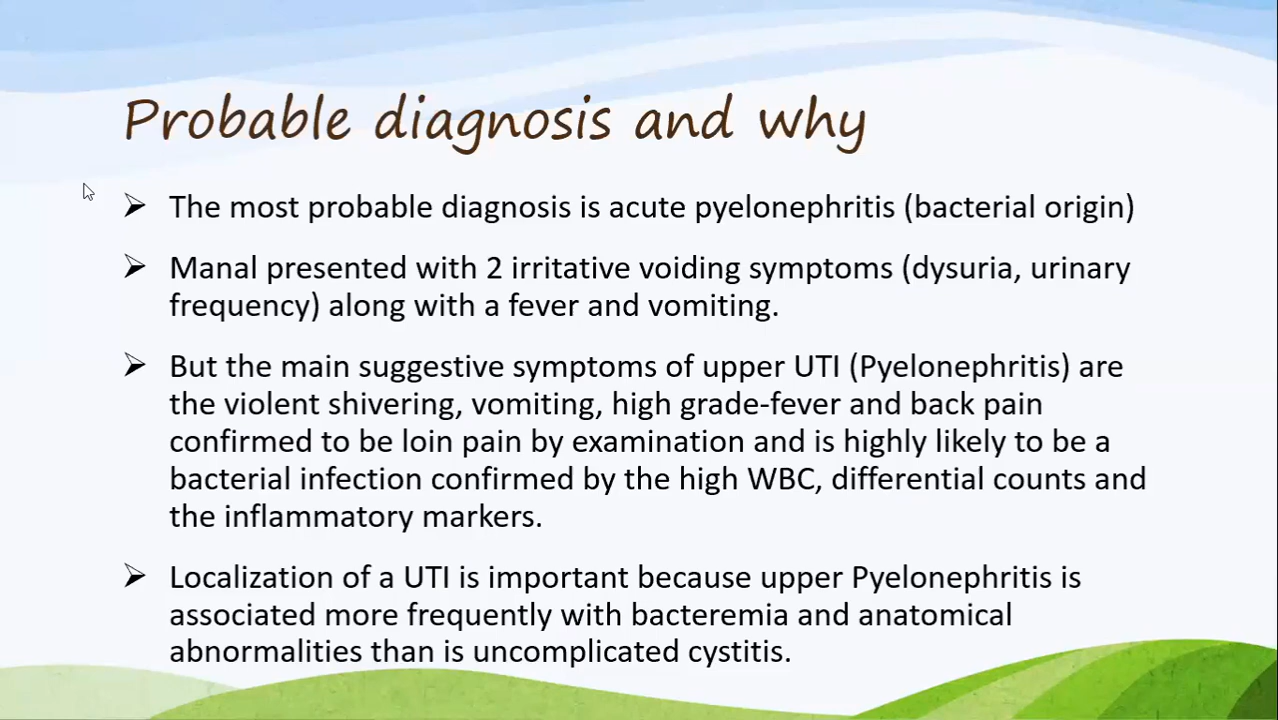 Probable diagnosis and why
➢ The most probable diagnosis is acute pyelonephritis (bacterial origin)
➢ Manal presented with 2 irritative voiding symptoms (dysuria, urinary
frequency) along with a fever and vomiting.
➢ But the main suggestive symptoms of upper UTI (Pyelonephritis) are
the violent shivering, vomiting, high grade-fever and back pain
confirmed to be loin pain by examination and is highly likely to be a
bacterial infection confirmed by the high WBC, differential counts and
the inflammatory markers.
➢ Localization of a UTI is important because upper Pyelonephritis is
associated more frequently with bacteremia and anatomical
abnormalities than is uncomplicated cystitis.